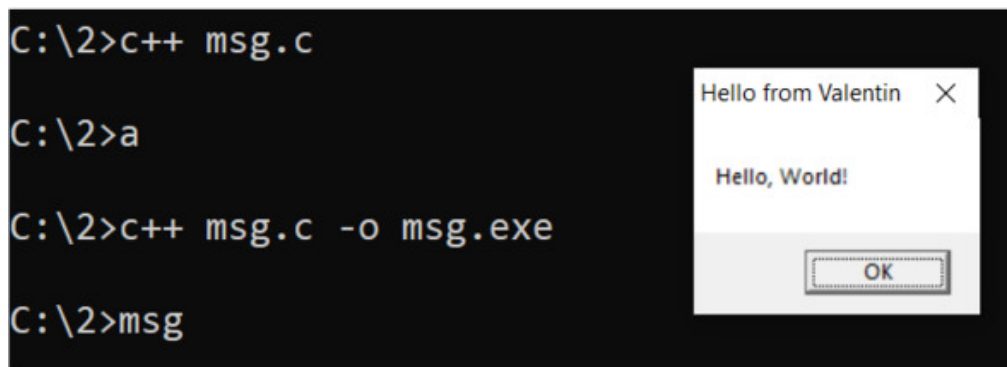 C:\2>c++ msg.c
C:\2>a
C:\2>c++ msg.c -o msg.exe
C:\2>msg
Hello from Valentin
Hello, World!
OK